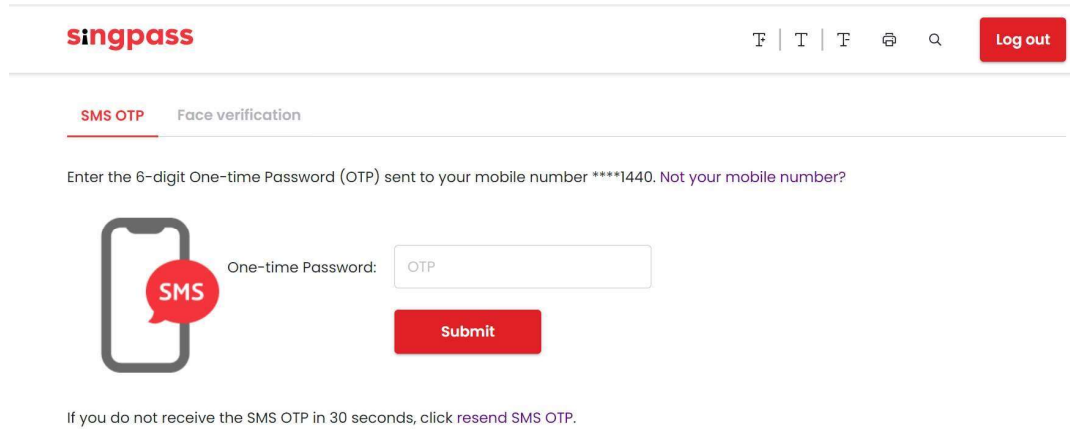 singpass
T+ | T | T- Log out
SMS OTP Face verification
Enter the 6-digit One-time Password (OTP) sent to your mobile number ****1440. Not your mobile number?
SMS
One-time Password: OTP
Submit
If you do not receive the SMS OTP in 30 seconds, click resend SMS OTP.